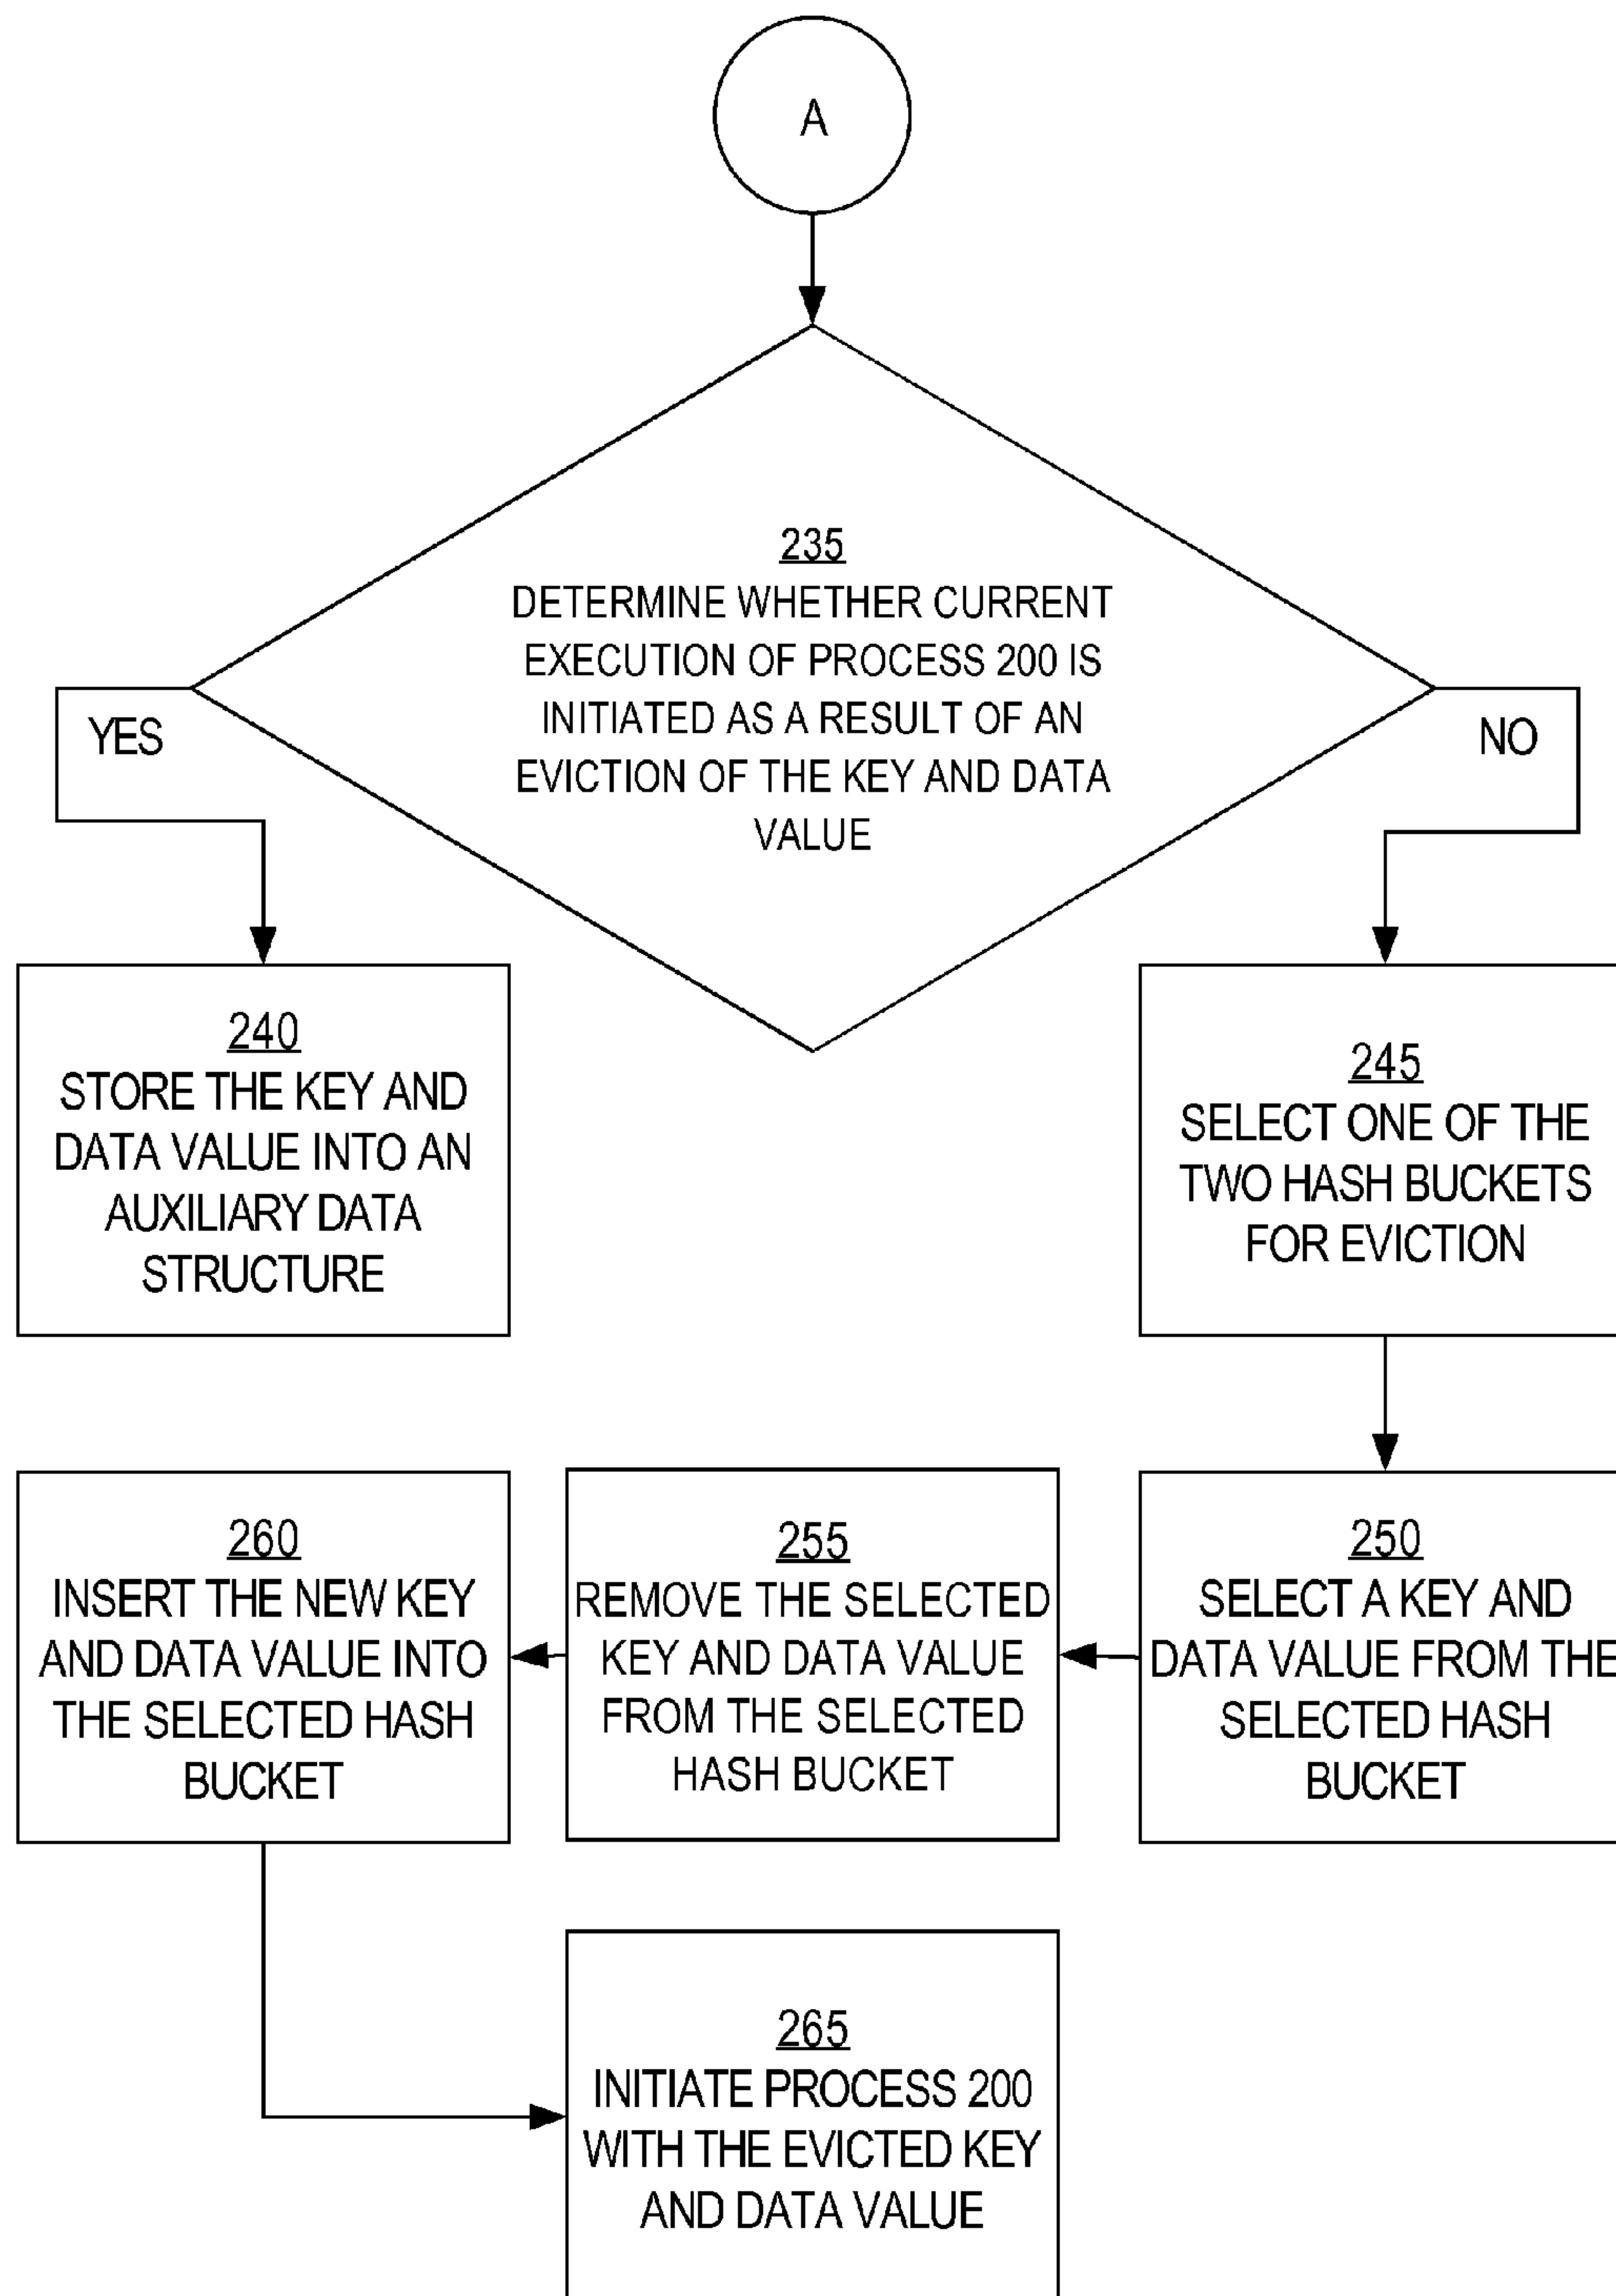 A
235
DETERMINE WHETHER CURRENT
EXECUTION OF PROCESS 200 IS
INITIATED AS A RESULT OF AN
EVICTION OF THE KEY AND DATA
VALUE
YES
NO
240
STORE THE KEY AND
DATA VALUE INTO AN
AUXILIARY DATA
STRUCTURE
245
SELECT ONE OF THE
TWO HASH BUCKETS
FOR EVICTION
250
SELECT A KEY AND
DATA VALUE FROM THE
SELECTED HASH
BUCKET
255
REMOVE THE SELECTED
KEY AND DATA VALUE
FROM THE SELECTED
HASH BUCKET
260
INSERT THE NEW KEY
AND DATA VALUE INTO
THE SELECTED HASH
BUCKET
265
INITIATE PROCESS 200
WITH THE EVICTED KEY
AND DATA VALUE